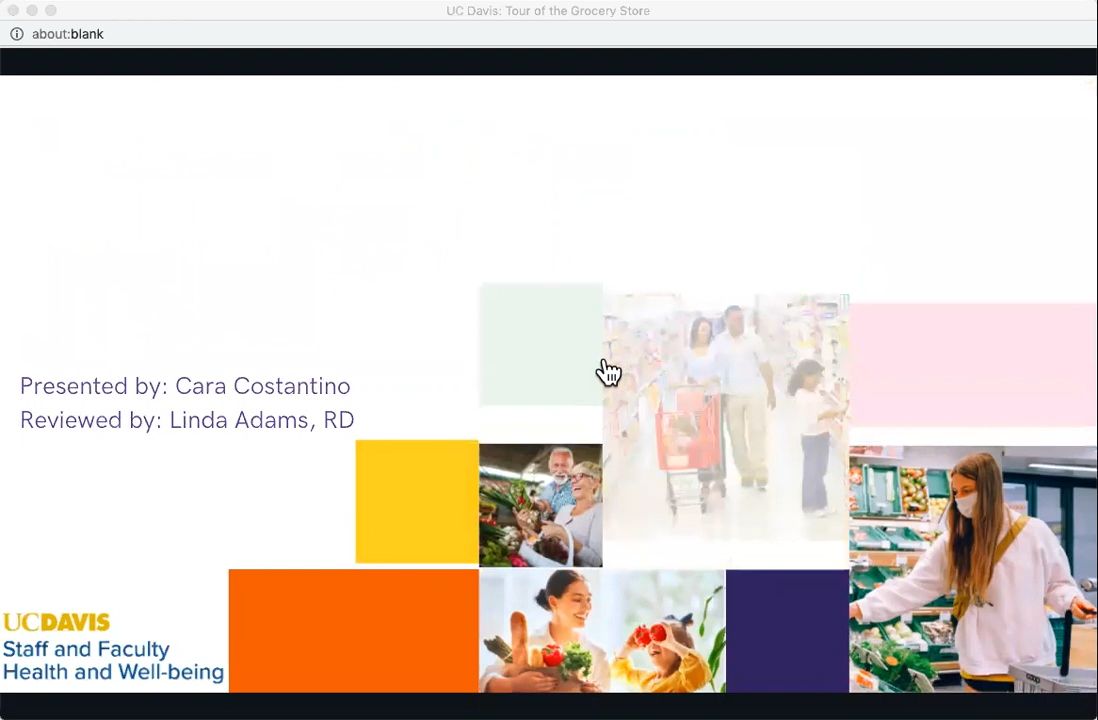 UC Davis: Tour of the Grocery Store
about:blank
Presented by: Cara Costantino
Reviewed by: Linda Adams, RD
UCDAVIS
Staff and Faculty
Health and Well-being
coop